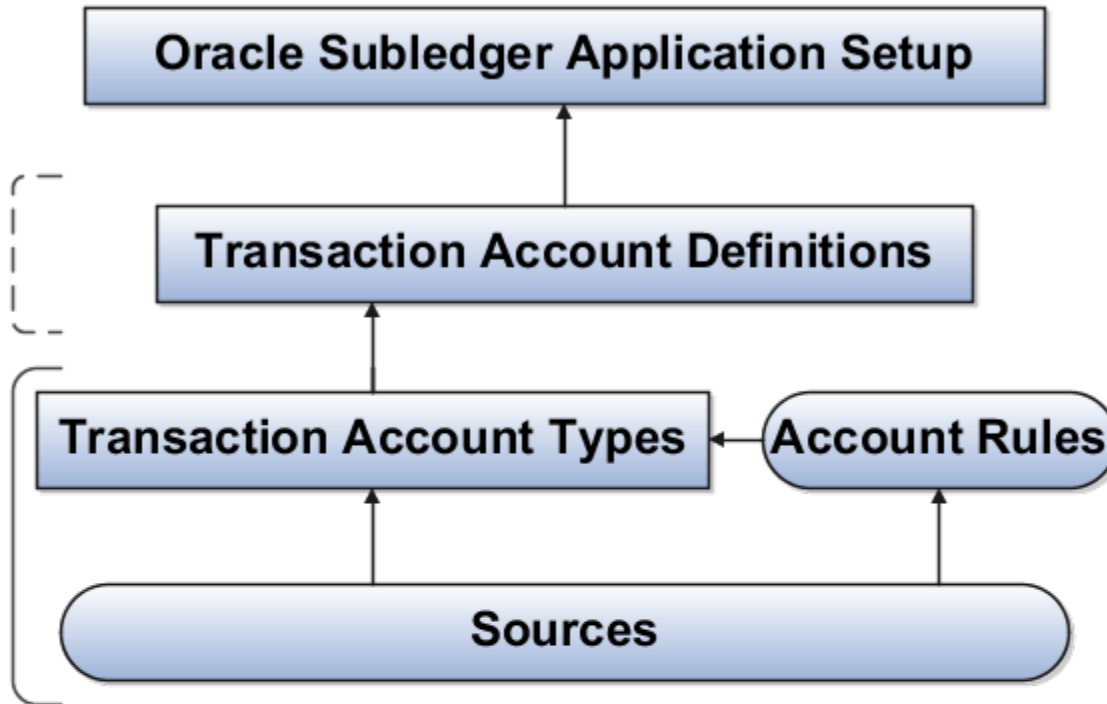 Oracle Subledger Application Setup
Transaction Account Definitions
Transaction Account Types
Account Rules
Sources